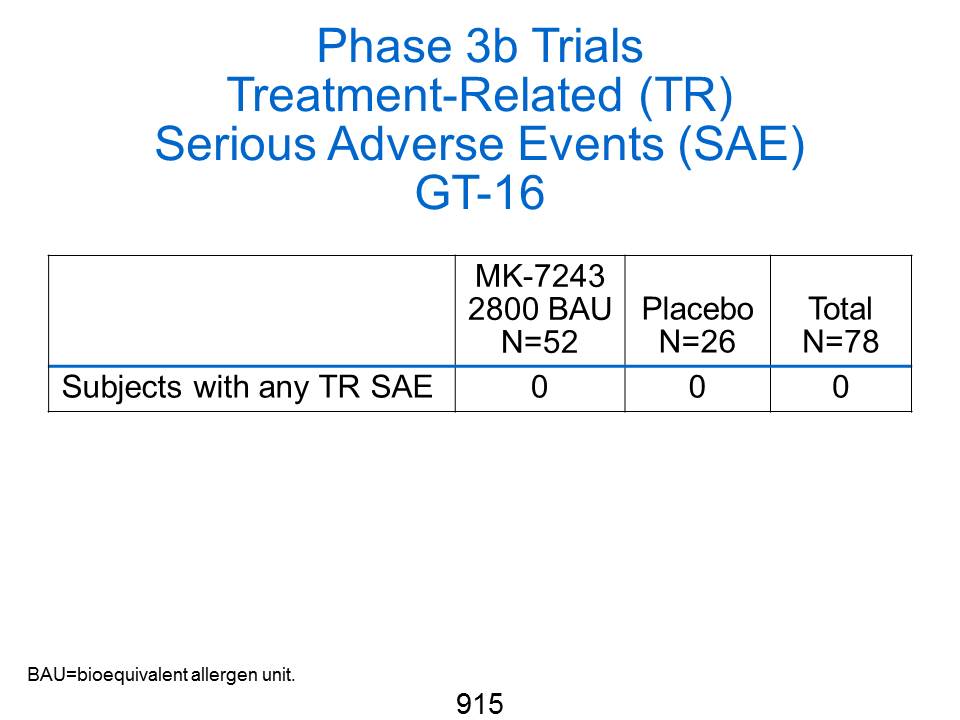 Phase 3b Trials
Treatment-Related (TR)
Serious Adverse Events (SAE)
GT-16
MK-7243
2800 BAU
N=52
Placebo
N=26
Total
N=78
Subjects with any TR SAE 0 0 0
BAU=bioequivalent allergen unit.
915